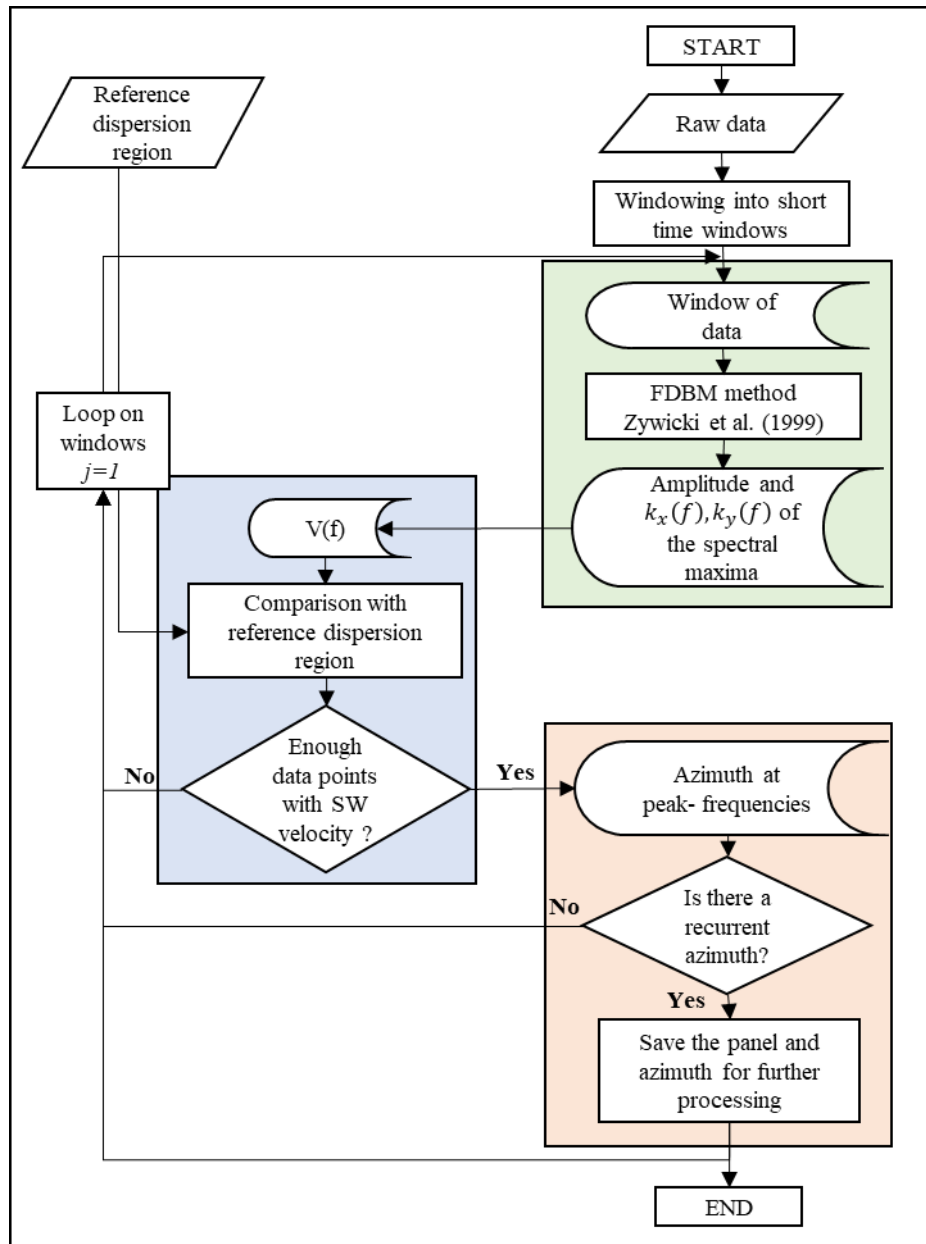 START
Reference
dispersion
region
Raw data
Windowing into short
time windows
Window of
data
FDBM method
Zywicki et al. (1999)
Loop on
windows
j=1
Amplitude and
k_x(f), k_y(f) of
the spectral
maxima
V(f)
Comparison with
reference dispersion
region
Enough
data points
with SW
velocity ?
No
Yes
Azimuth at
peak- frequencies
Is there a
recurrent
azimuth?
No
Yes
Save the panel and
azimuth for further
processing
END